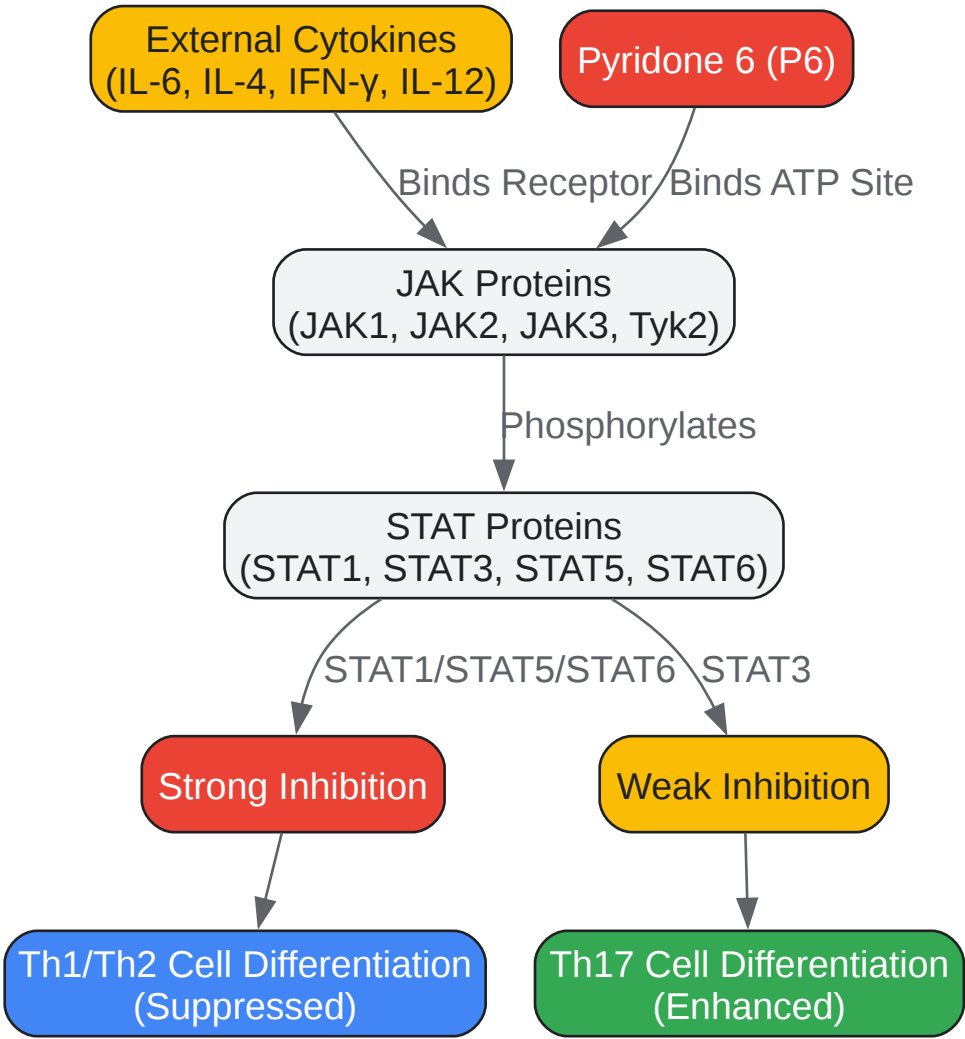 External Cytokines
(IL-6, IL-4, IFN-γ, IL-12)
Pyridone 6 (P6)
Binds Receptor
Binds ATP Site
JAK Proteins
(JAK1, JAK2, JAK3, Tyk2)
Phosphorylates
STAT Proteins
(STAT1, STAT3, STAT5, STAT6)
STAT1/STAT5/STAT6
STAT3
Strong Inhibition
Weak Inhibition
Th1/Th2 Cell Differentiation
(Suppressed)
Th17 Cell Differentiation
(Enhanced)